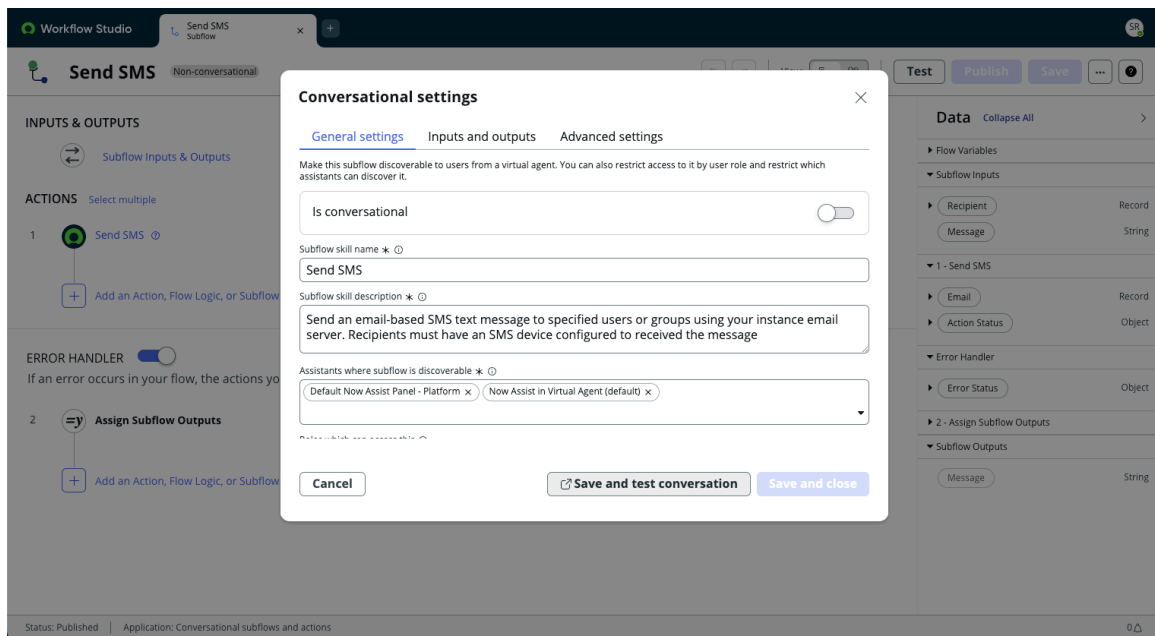 Workflow Studio
Send SMS
Subflow
SR
Send SMS
Non-conversational
Test
Publish
Save
INPUTS & OUTPUTS
Subflow Inputs & Outputs
ACTIONS Select multiple
1 Send SMS
Add an Action, Flow Logic, or Subflow
ERROR HANDLER
If an error occurs in your flow, the actions yo
2 Assign Subflow Outputs
Add an Action, Flow Logic, or Subflow
Conversational settings
General settings Inputs and outputs Advanced settings
Make this subflow discoverable to users from a virtual agent. You can also restrict access to it by user role and restrict which
assistants can discover it.
Is conversational
Subflow skill name *
Send SMS
Subflow skill description *
Send an email-based SMS text message to specified users or groups using your instance email
server. Recipients must have an SMS device configured to received the message
Assistants where subflow is discoverable *
Default Now Assist Panel - Platform × Now Assist in Virtual Agent (default) ×
Cancel
Save and test conversation
Save and close
Data Collapse All
Flow Variables
Subflow Inputs
Recipient Record
Message String
1 - Send SMS
Email Record
Action Status Object
Error Handler
Error Status Object
2 - Assign Subflow Outputs
Subflow Outputs
Message String
Status: Published | Application: Conversational subflows and actions
0